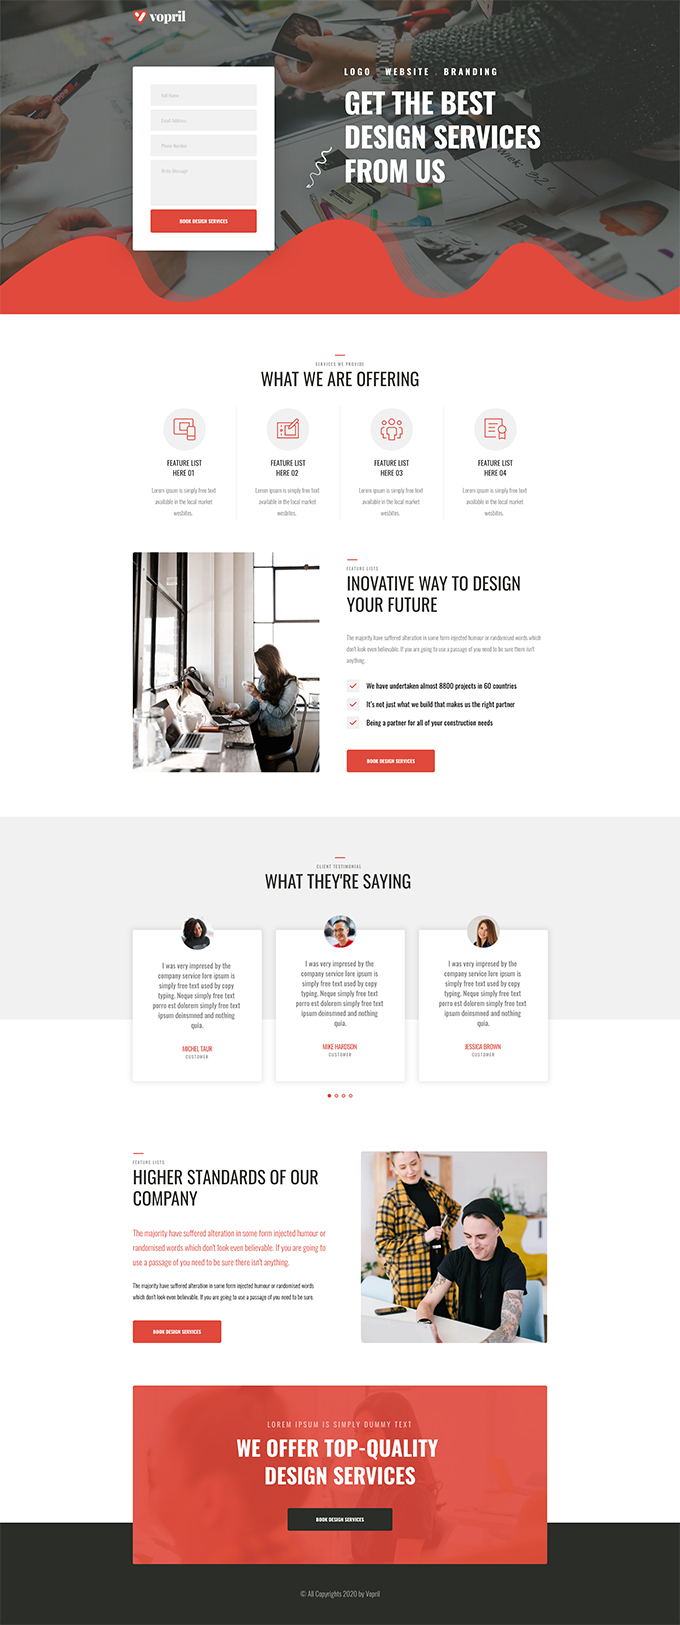 vopril
LOGO WEBSITE BRANDING
GET THE BEST
DESIGN SERVICES
FROM US
Full Name
Email Address
Phone Number
Write Message
BOOK DESIGN SERVICES
SERVICES WE PROVIDE
WHAT WE ARE OFFERING
FEATURE LIST
HERE 01
Lorem ipsum is simply free text
available in the local market
wesbites.
FEATURE LIST
HERE 02
Lorem ipsum is simply free text
available in the local market
wesbites.
FEATURE LIST
HERE 03
Lorem ipsum is simply free text
available in the local market
wesbites.
FEATURE LIST
HERE 04
Lorem ipsum is simply free text
available in the local market
wesbites.
FEATURE LISTS
INOVATIVE WAY TO DESIGN
YOUR FUTURE
The majority have suffered alteration in some form injected humour or randomised words which
don't look even believable. If you are going to use a passage of you need to be sure there isn't
anything.
We have undertaken almost 8800 projects in 60 countries
It's not just what we build that makes us the right partner
Being a partner for all of your construction needs
BOOK DESIGN SERVICES
CLIENT TESTIMONIAL
WHAT THEY'RE SAYING
I was very impresed by the
company service lore ipsum is
simply free text used by copy
typing. Neque simply free text
porro est dolorem simply free text
ipsum deinsmned and nothing
quia.
MICHEL TAUR
CUSTOMER
I was very impresed by the
company service lore ipsum is
simply free text used by copy
typing. Neque simply free text
porro est dolorem simply free text
ipsum deinsmned and nothing
quia.
MIKE HARDSON
CUSTOMER
I was very impresed by the
company service lore ipsum is
simply free text used by copy
typing. Neque simply free text
porro est dolorem simply free text
ipsum deinsmned and nothing
quia.
JESSICA BROWN
CUSTOMER
FEATURE LISTS
HIGHER STANDARDS OF OUR
COMPANY
The majority have suffered alteration in some form injected humour or
randomised words which don't look even believable. If you are going to
use a passage of you need to be sure there isn't anything.
The majority have suffered alteration in some form injected humour or randomised words
which don't look even believable. If you are going to use a passage of you need to be sure.
BOOK DESIGN SERVICES
LOREM IPSUM IS SIMPLY DUMMY TEXT
WE OFFER TOP-QUALITY
DESIGN SERVICES
BOOK DESIGN SERVICES
© All Copyrights 2020 by Vopril